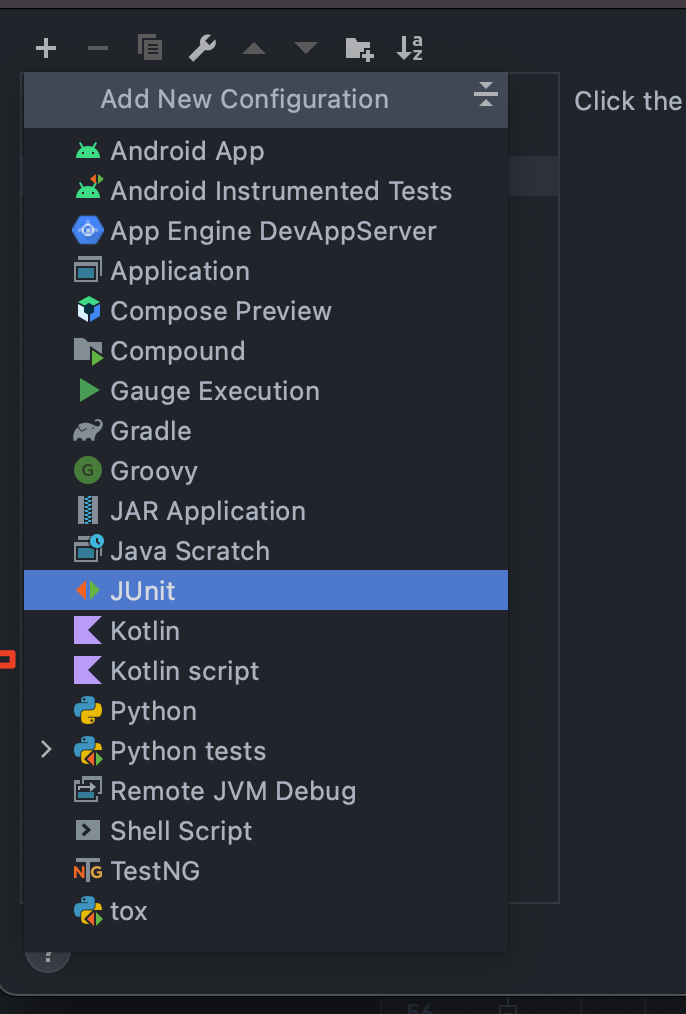 Add New Configuration
Click the
Android App
Android Instrumented Tests
App Engine DevAppServer
Application
Compose Preview
Compound
Gauge Execution
Gradle
G Groovy
JAR Application
Java Scratch
JUnit
Kotlin
Kotlin script
Python
Python tests
Remote JVM Debug
Shell Script
NTG TestNG
tox
?
56